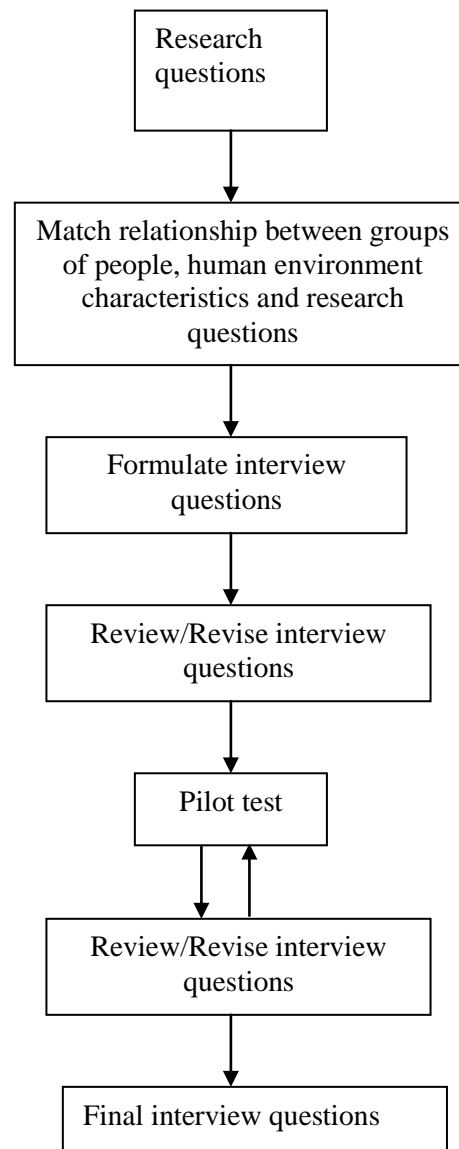 Research
questions
Match relationship between groups
of people, human environment
characteristics and research
questions
Formulate interview
questions
Review/Revise interview
questions
Pilot test
Review/Revise interview
questions
Final interview questions